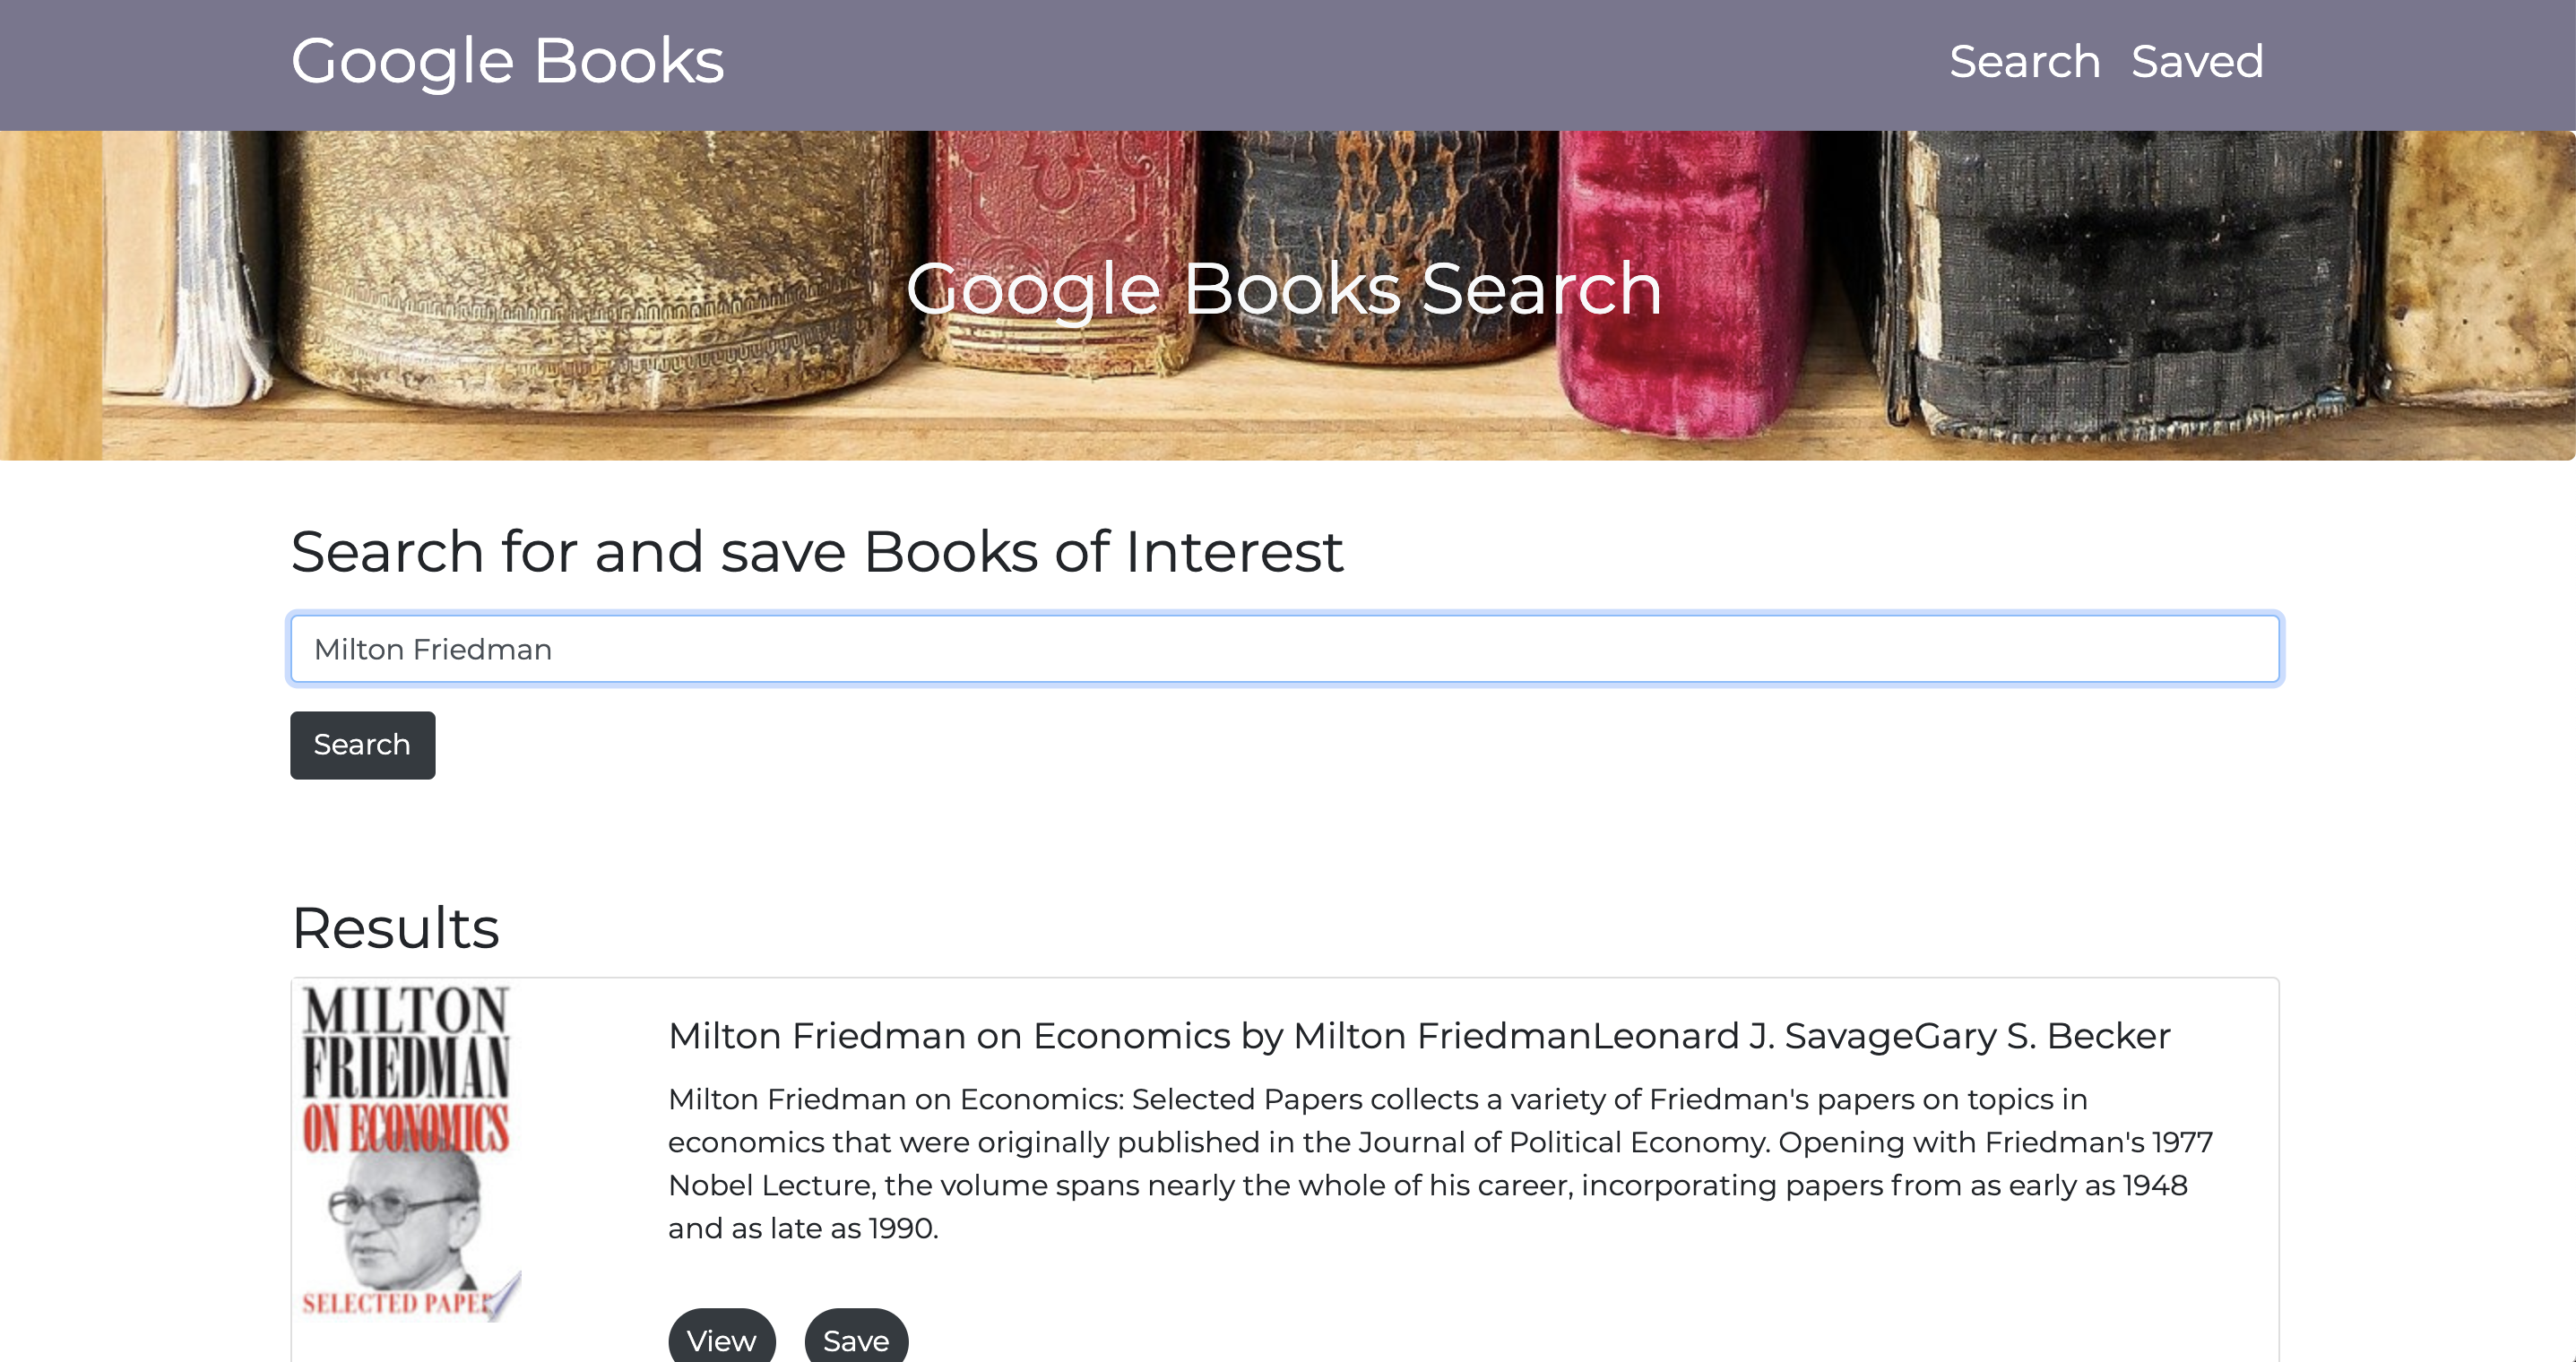 Google Books
Search Saved
Google Books Search
Search for and save Books of Interest
Milton Friedman
Search
Results
MILTON
FRIEDMAN
ON ECONOMICS
SELECTED PAPER
Milton Friedman on Economics by Milton FriedmanLeonard J. SavageGary S. Becker
Milton Friedman on Economics: Selected Papers collects a variety of Friedman's papers on topics in
economics that were originally published in the Journal of Political Economy. Opening with Friedman's 1977
Nobel Lecture, the volume spans nearly the whole of his career, incorporating papers from as early as 1948
and as late as 1990.
View Save